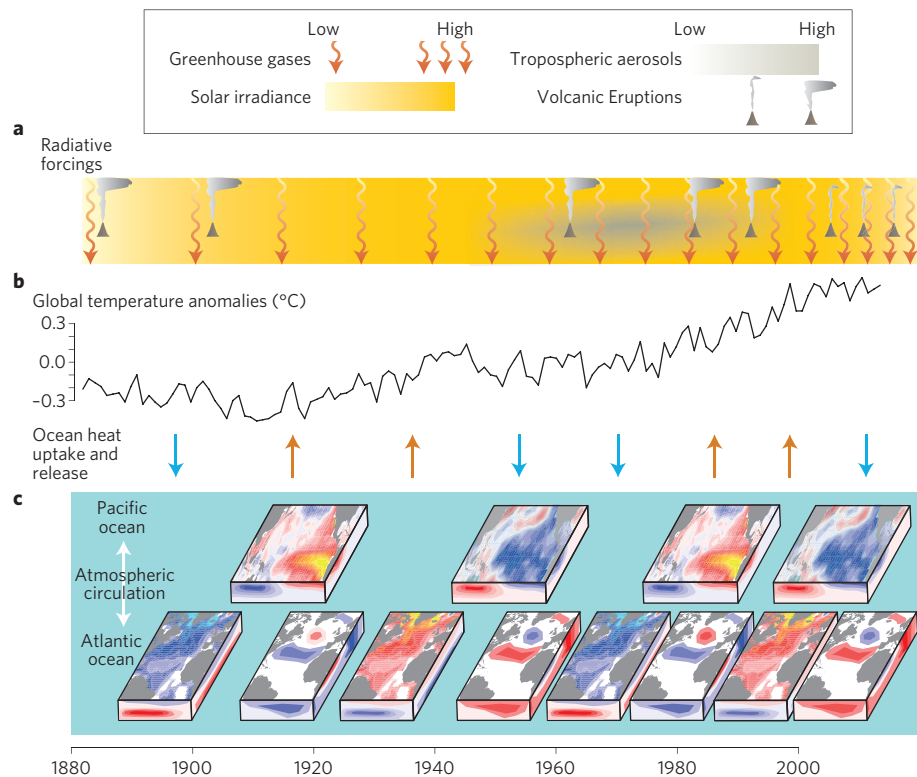 Low High
Greenhouse gases
Solar irradiance
Low High
Tropospheric aerosols
Volcanic Eruptions
a
Radiative
forcings
b
Global temperature anomalies (°C)
0.3
0.0
–0.3
Ocean heat
uptake and
release
c
Pacific
ocean
Atmospheric
circulation
Atlantic
ocean
1880 1900 1920 1940 1960 1980 2000